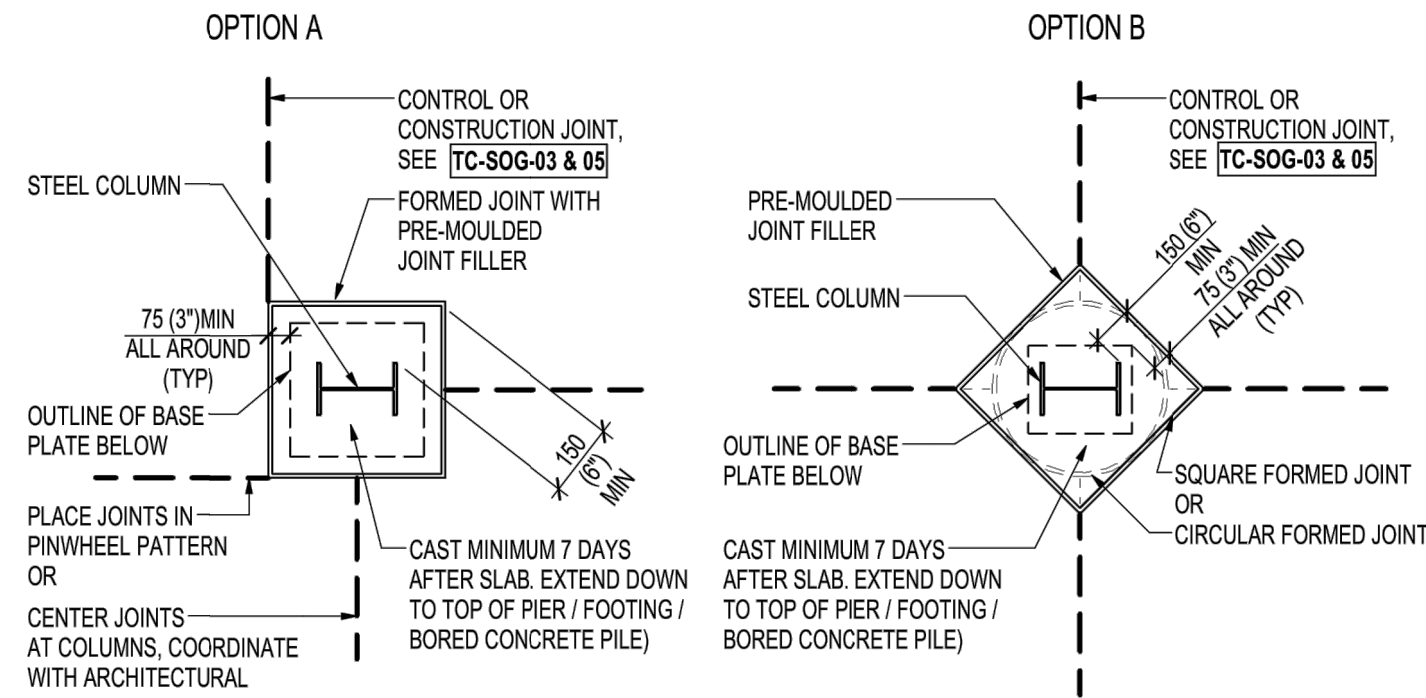 OPTION A
CONTROL OR
CONSTRUCTION JOINT,
SEE TC-SOG-03 & 05
STEEL COLUMN
FORMED JOINT WITH
PRE-MOULDED
JOINT FILLER
75 (3")MIN
ALL AROUND
(TYP)
OUTLINE OF BASE
PLATE BELOW
150
(6")
MIN
PLACE JOINTS IN
PINWHEEL PATTERN
OR
CENTER JOINTS
AT COLUMNS, COORDINATE
WITH ARCHITECTURAL
CAST MINIMUM 7 DAYS
AFTER SLAB. EXTEND DOWN
TO TOP OF PIER / FOOTING /
BORED CONCRETE PILE)
OPTION B
CONTROL OR
CONSTRUCTION JOINT,
SEE TC-SOG-03 & 05
PRE-MOULDED
JOINT FILLER
150 (6")
MIN
75 (3") MIN
ALL AROUND
(TYP)
STEEL COLUMN
OUTLINE OF BASE
PLATE BELOW
SQUARE FORMED JOINT
OR
CIRCULAR FORMED JOINT
CAST MINIMUM 7 DAYS
AFTER SLAB. EXTEND DOWN
TO TOP OF PIER / FOOTING /
BORED CONCRETE PILE)